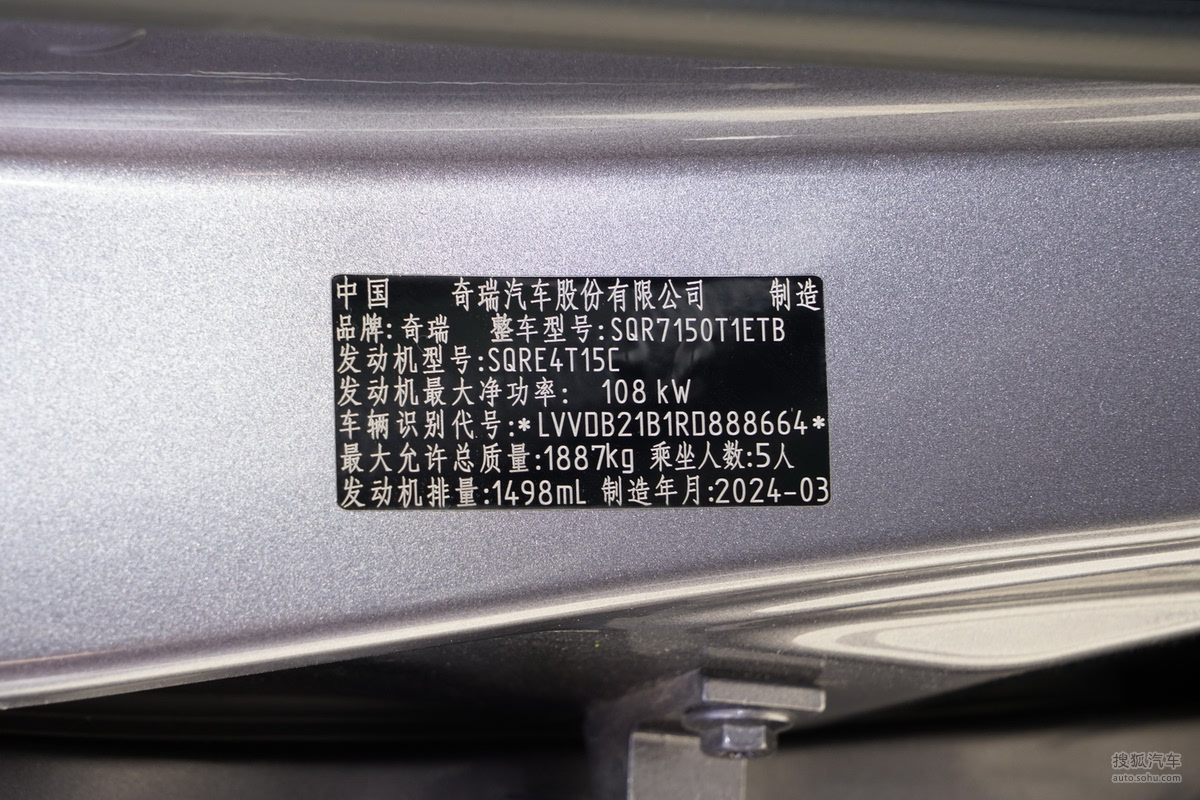 中国 奇瑞汽车股份有限公司 制造
品牌:奇瑞 整车型号:SQR7150T1ETB
发动机型号:SQRE4T15C
发动机最大净功率: 108 kW
车辆识别代号:*LVVDB21B1RD888664*
最大允许总质量:1887kg 乘坐人数:5人
发动机排量:1498mL 制造年月:2024-03
搜狐汽车
auto.sohu.com